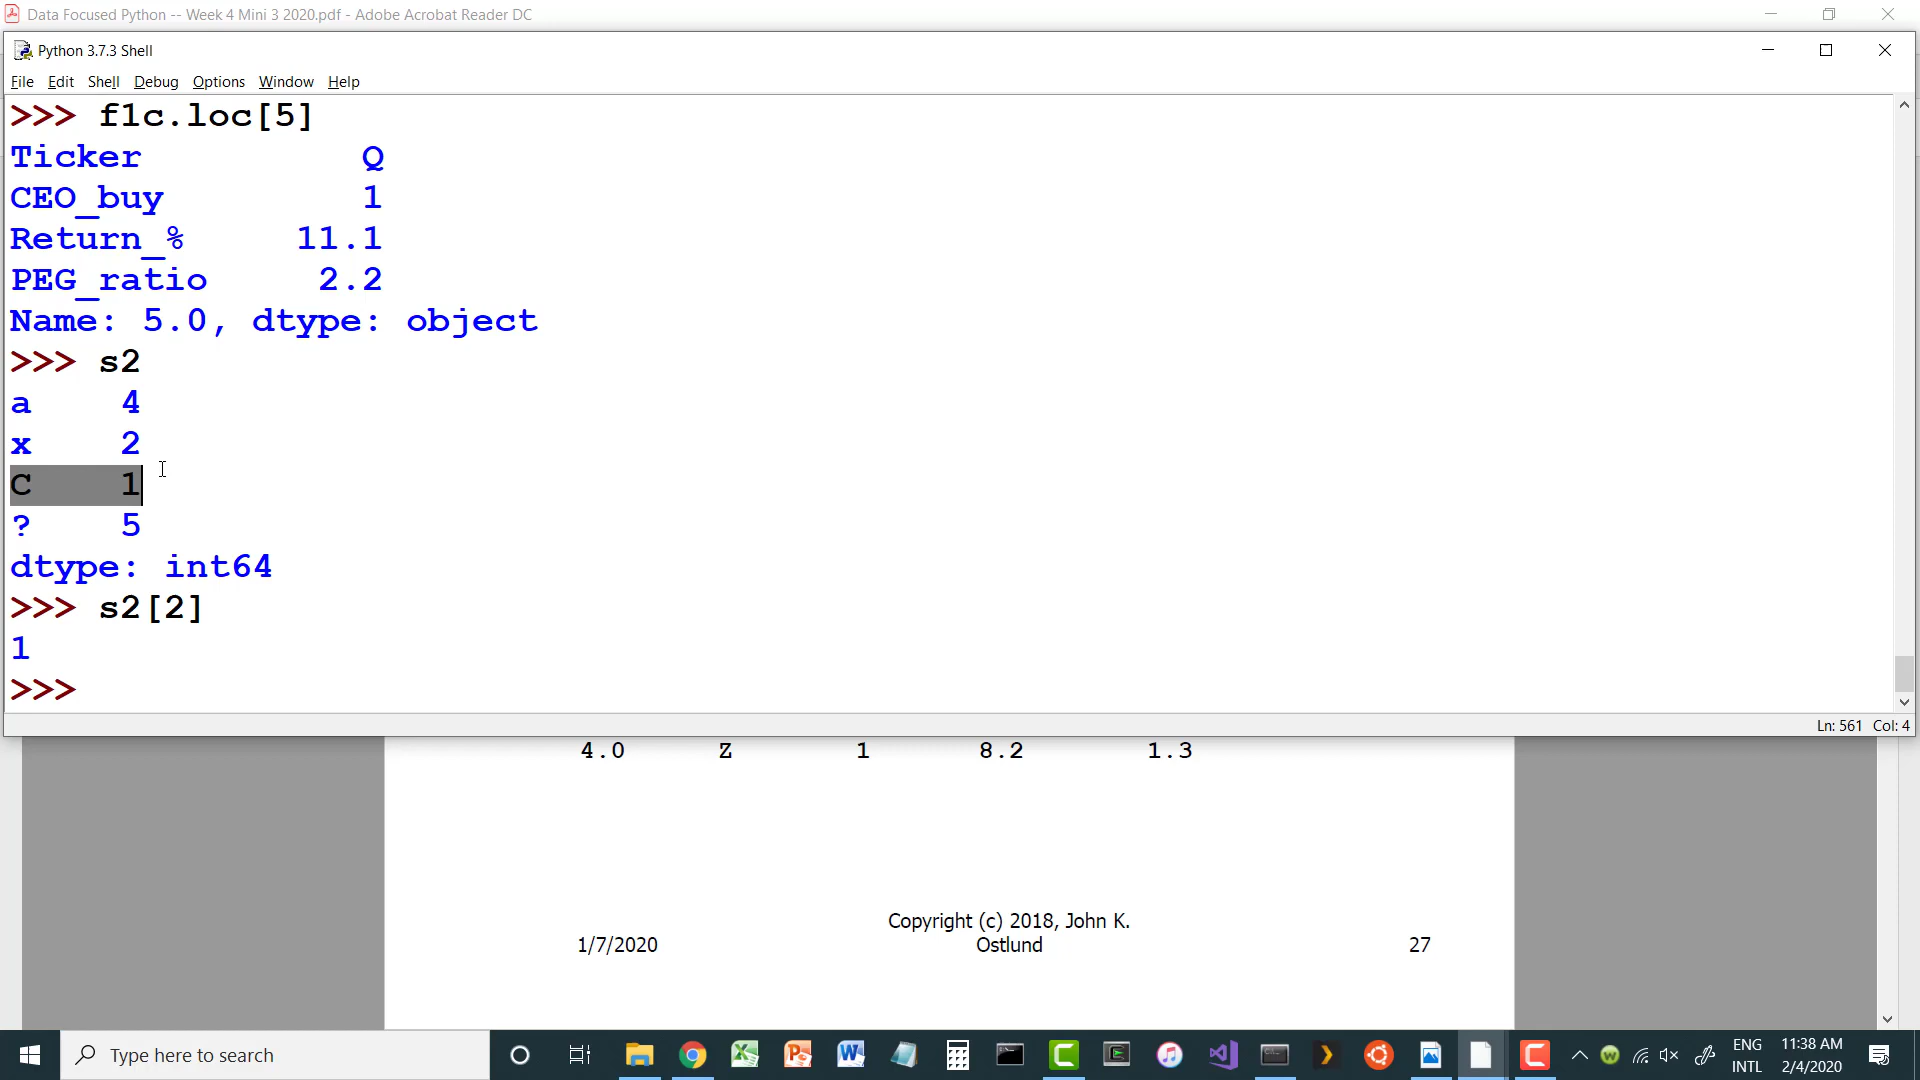 Data Focused Python -- Week 4 Mini 3 2020.pdf - Adobe Acrobat Reader DC
Python 3.7.3 Shell
File Edit Shell Debug Options Window Help
>>> f1c.loc[5]
Ticker Q
CEO_buy 1
Return_% 11.1
PEG_ratio 2.2
Name: 5.0, dtype: object
>>> s2
a 4
x 2
C 1
? 5
dtype: int64
>>> s2[2]
1
>>>
Ln: 561 Col: 4
4.0 Z 1 8.2 1.3
Copyright (c) 2018, John K.
Ostlund
1/7/2020
27
Type here to search
ENG
INTL
11:38 AM
2/4/2020